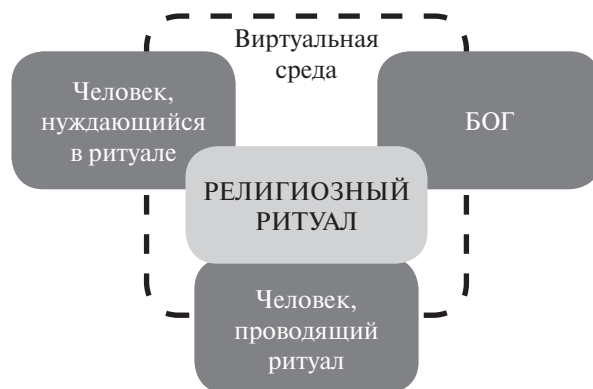 Виртуальная
среда
Человек,
нуждающийся
в ритуале
БОГ
РЕЛИГИОЗНЫЙ
РИТУАЛ
Человек,
проводящий
ритуал